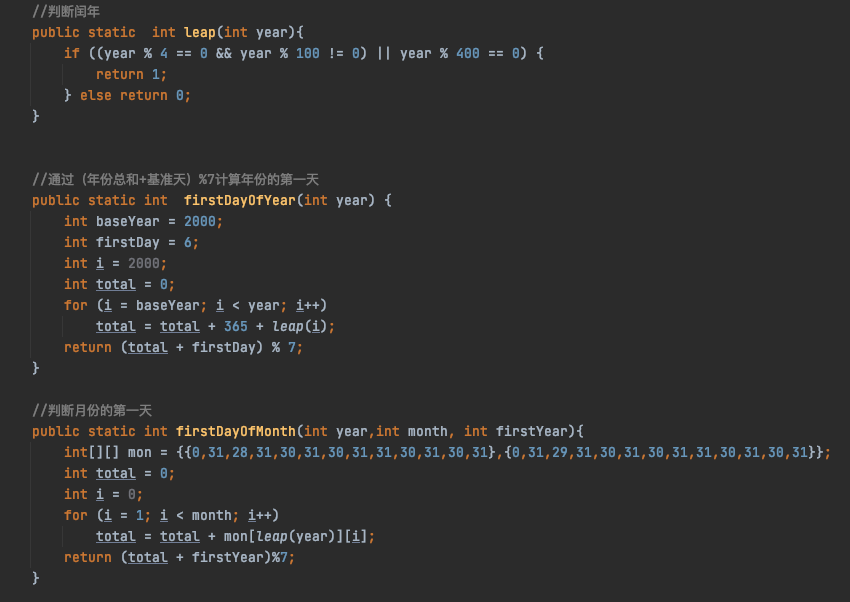 //判断闰年
public static  int leap(int year){
    if ((year % 4 == 0 && year % 100 != 0) || year % 400 == 0) {
        return 1;
    } else return 0;
}
//通过（年份总和+基准天）%7计算年份的第一天
public static int  firstDayOfYear(int year) {
    int baseYear = 2000;
    int firstDay = 6;
    int i = 2000;
    int total = 0;
    for (i = baseYear; i < year; i++)
        total = total + 365 + leap(i);
    return (total + firstDay) % 7;
}
//判断月份的第一天
public static int firstDayOfMonth(int year,int month, int firstYear){
    int[][] mon = {{0,31,28,31,30,31,30,31,31,30,31,30,31},{0,31,29,31,30,31,30,31,31,30,31,30,31}};
    int total = 0;
    int i = 0;
    for (i = 1; i < month; i++)
        total = total + mon[leap(year)][i];
    return (total + firstYear)%7;
}